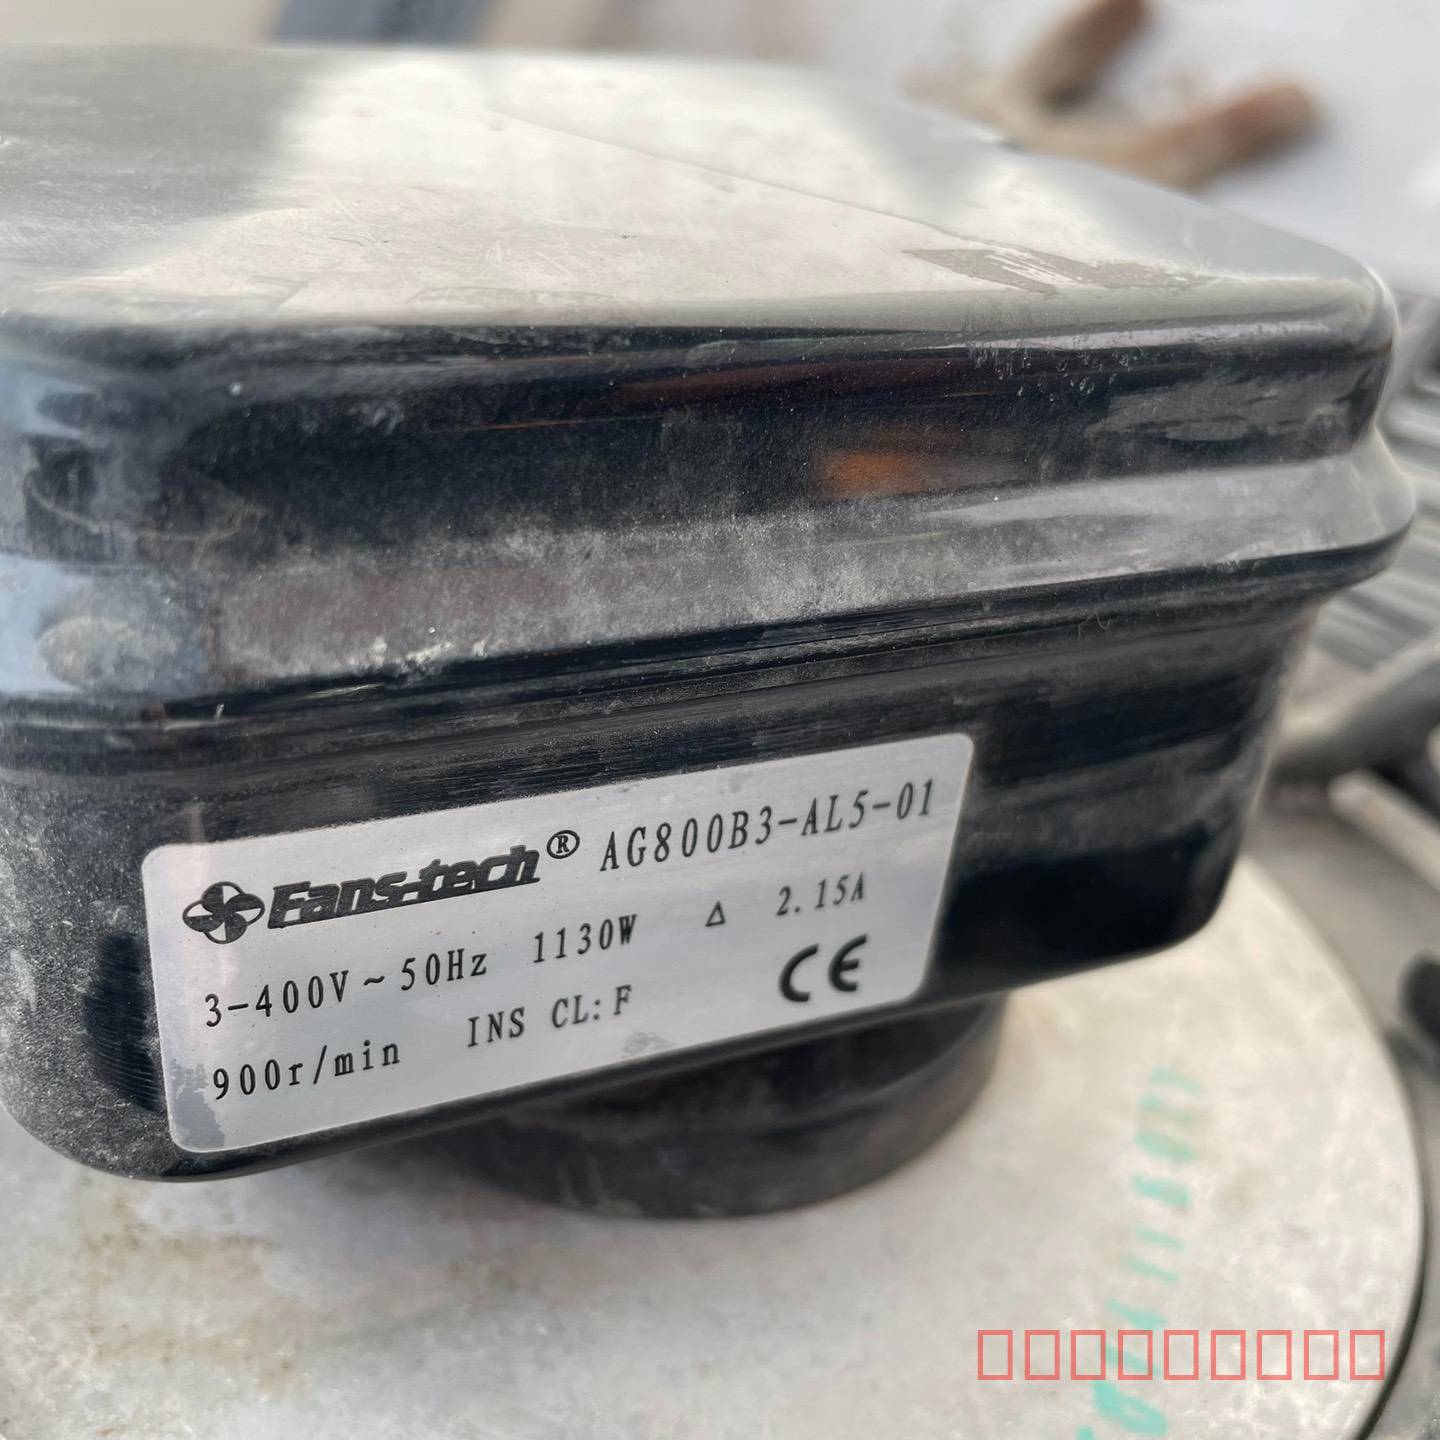 Fans-tech® AG800B3-AL5-01
3-400V~50Hz 1130W Δ 2.15A
900r/min INS CL:F CE